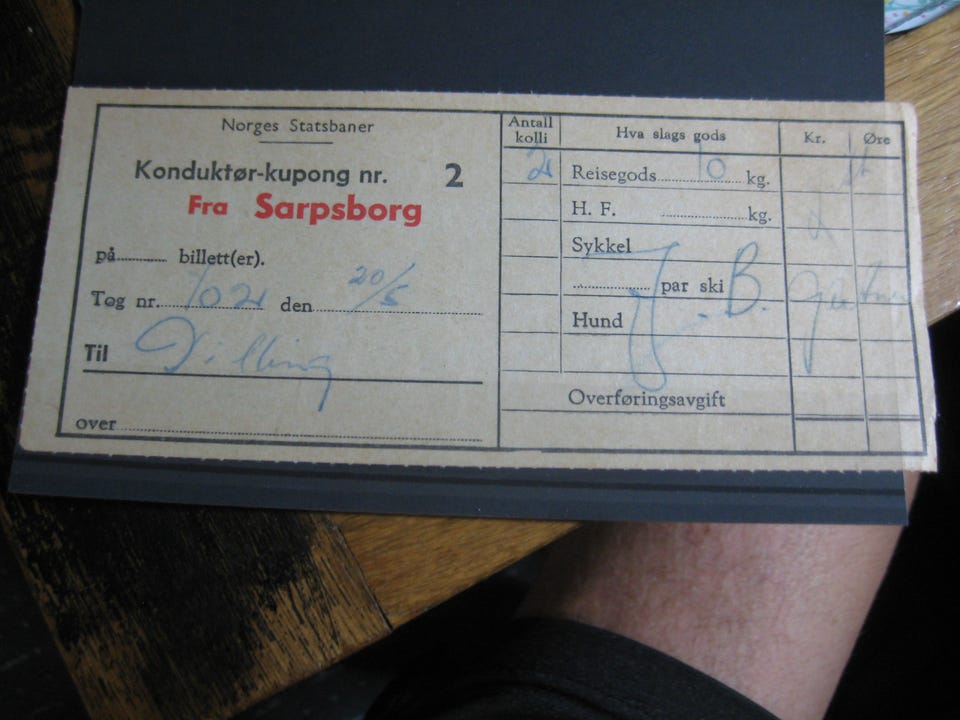 Norges Statsbaner
Konduktør-kupong nr. 2
Fra Sarpsborg
på........... billett(er).
Tog nr. 1021 den 20/5
Til Dilling
over
Antall kolli Hva slags gods Kr. Øre
2 Reisegods 10 kg.
H. F. ........... kg.
Sykkel
........... par ski
Hund
J. B.
Overføringsavgift